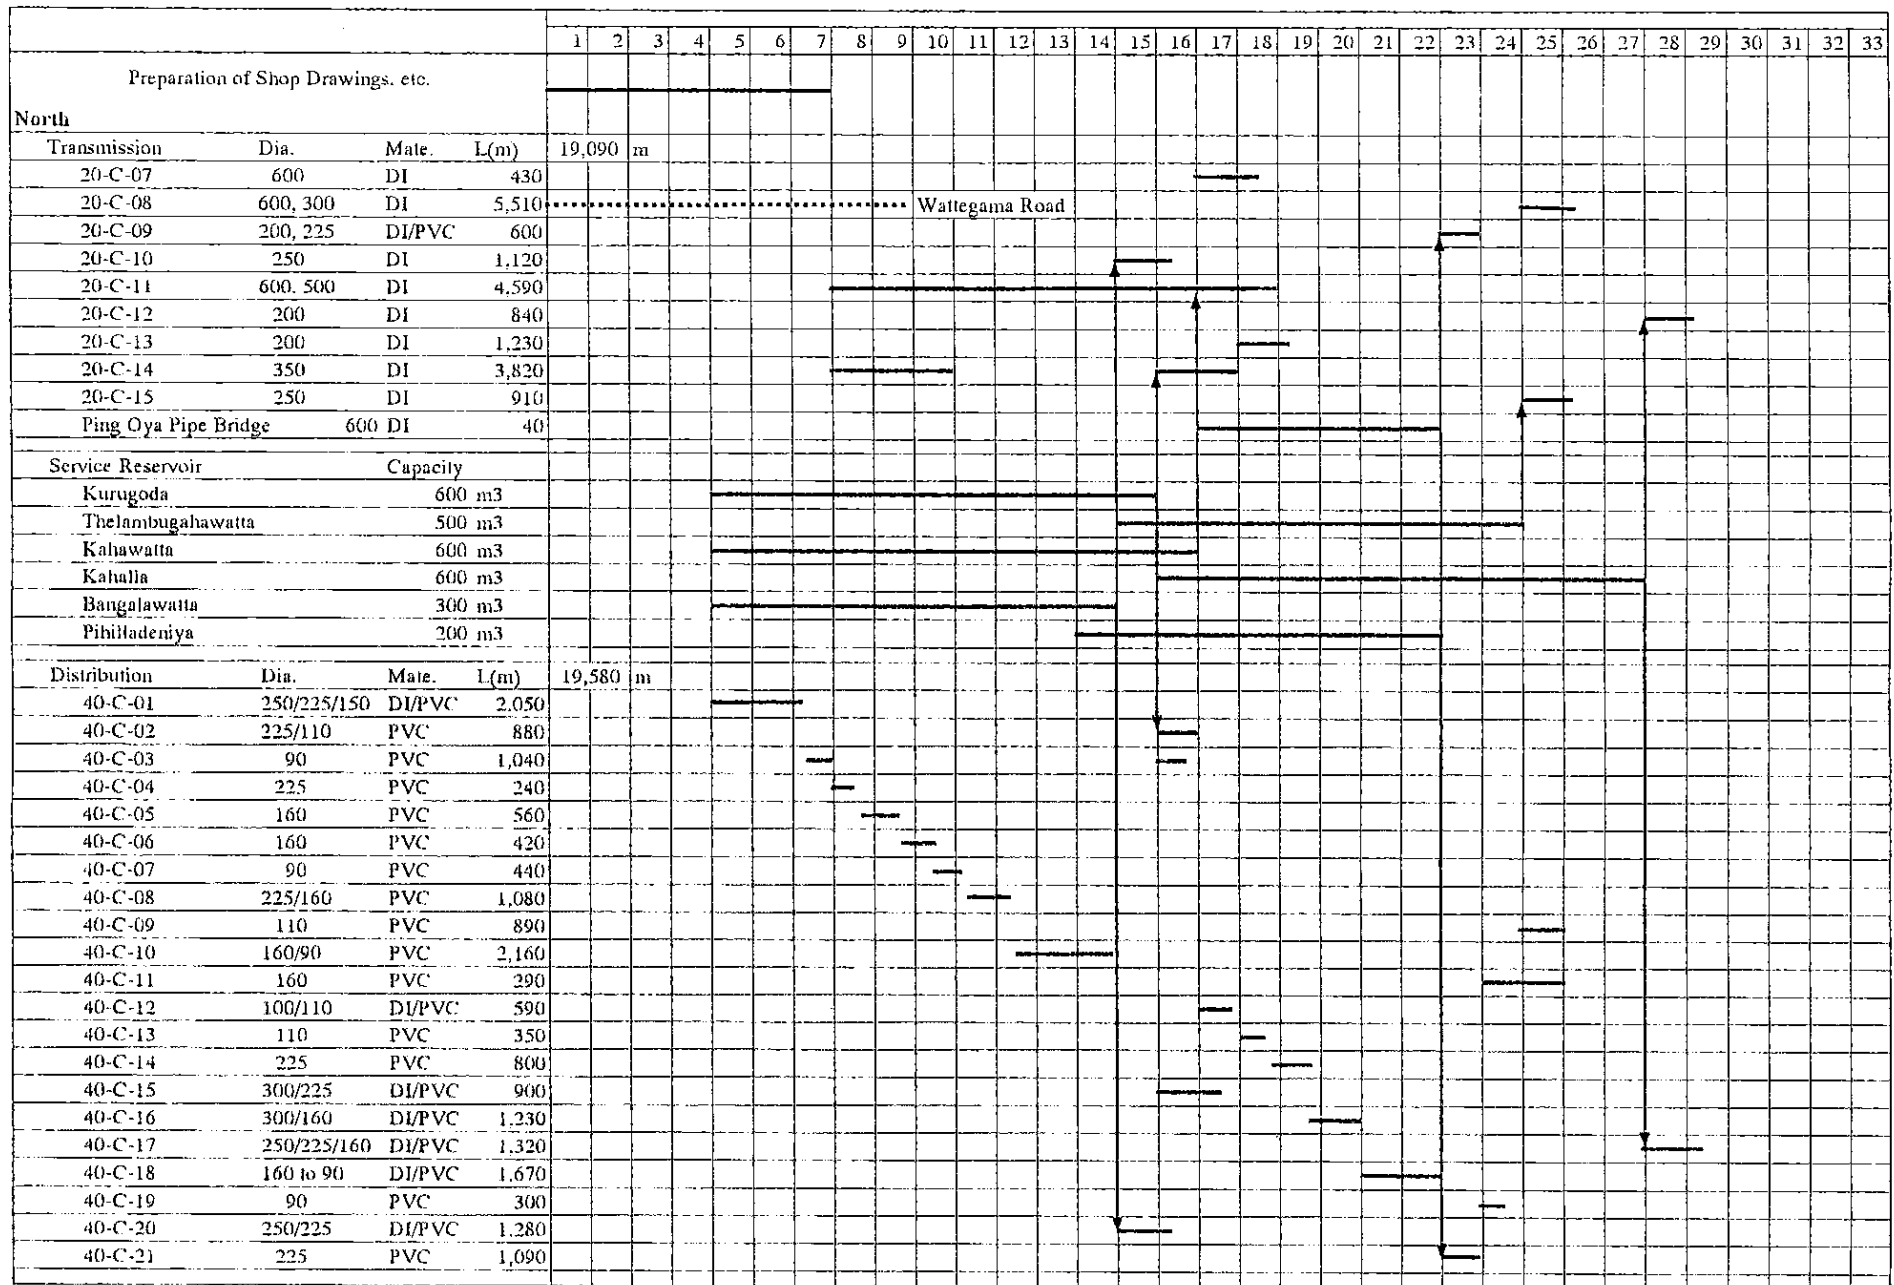 1 2 3 4 5 6 7 8 9 10 11 12 13 14 15 16 17 18 19 20 21 22 23 24 25 26 27 28 29 30 31 32 33
Preparation of Shop Drawings, etc.
North
Transmission Dia. Mate. L(m) 19,090 m
20-C-07 600 DI 430
20-C-08 600, 300 DI 5,510 Wattegama Road
20-C-09 200, 225 DI/PVC 600
20-C-10 250 DI 1,120
20-C-11 600, 500 DI 4,590
20-C-12 200 DI 840
20-C-13 200 DI 1,230
20-C-14 350 DI 3,820
20-C-15 250 DI 910
Ping Oya Pipe Bridge 600 DI 40
Service Reservoir Capacity
Kurugoda 600 m3
Thelambugahawatta 500 m3
Kahawatta 600 m3
Kahalla 600 m3
Bangalawatta 300 m3
Pihilladeniya 200 m3
Distribution Dia. Mate. L(m) 19,580 m
40-C-01 250/225/150 DI/PVC 2,050
40-C-02 225/110 PVC 880
40-C-03 90 PVC 1,040
40-C-04 225 PVC 240
40-C-05 160 PVC 560
40-C-06 160 PVC 420
40-C-07 90 PVC 440
40-C-08 225/160 PVC 1,080
40-C-09 110 PVC 890
40-C-10 160/90 PVC 2,160
40-C-11 160 PVC 290
40-C-12 100/110 DI/PVC 590
40-C-13 110 PVC 350
40-C-14 225 PVC 800
40-C-15 300/225 DI/PVC 900
40-C-16 300/160 DI/PVC 1,230
40-C-17 250/225/160 DI/PVC 1,320
40-C-18 160 to 90 DI/PVC 1,670
40-C-19 90 PVC 300
40-C-20 250/225 DI/PVC 1,280
40-C-21 225 PVC 1,090